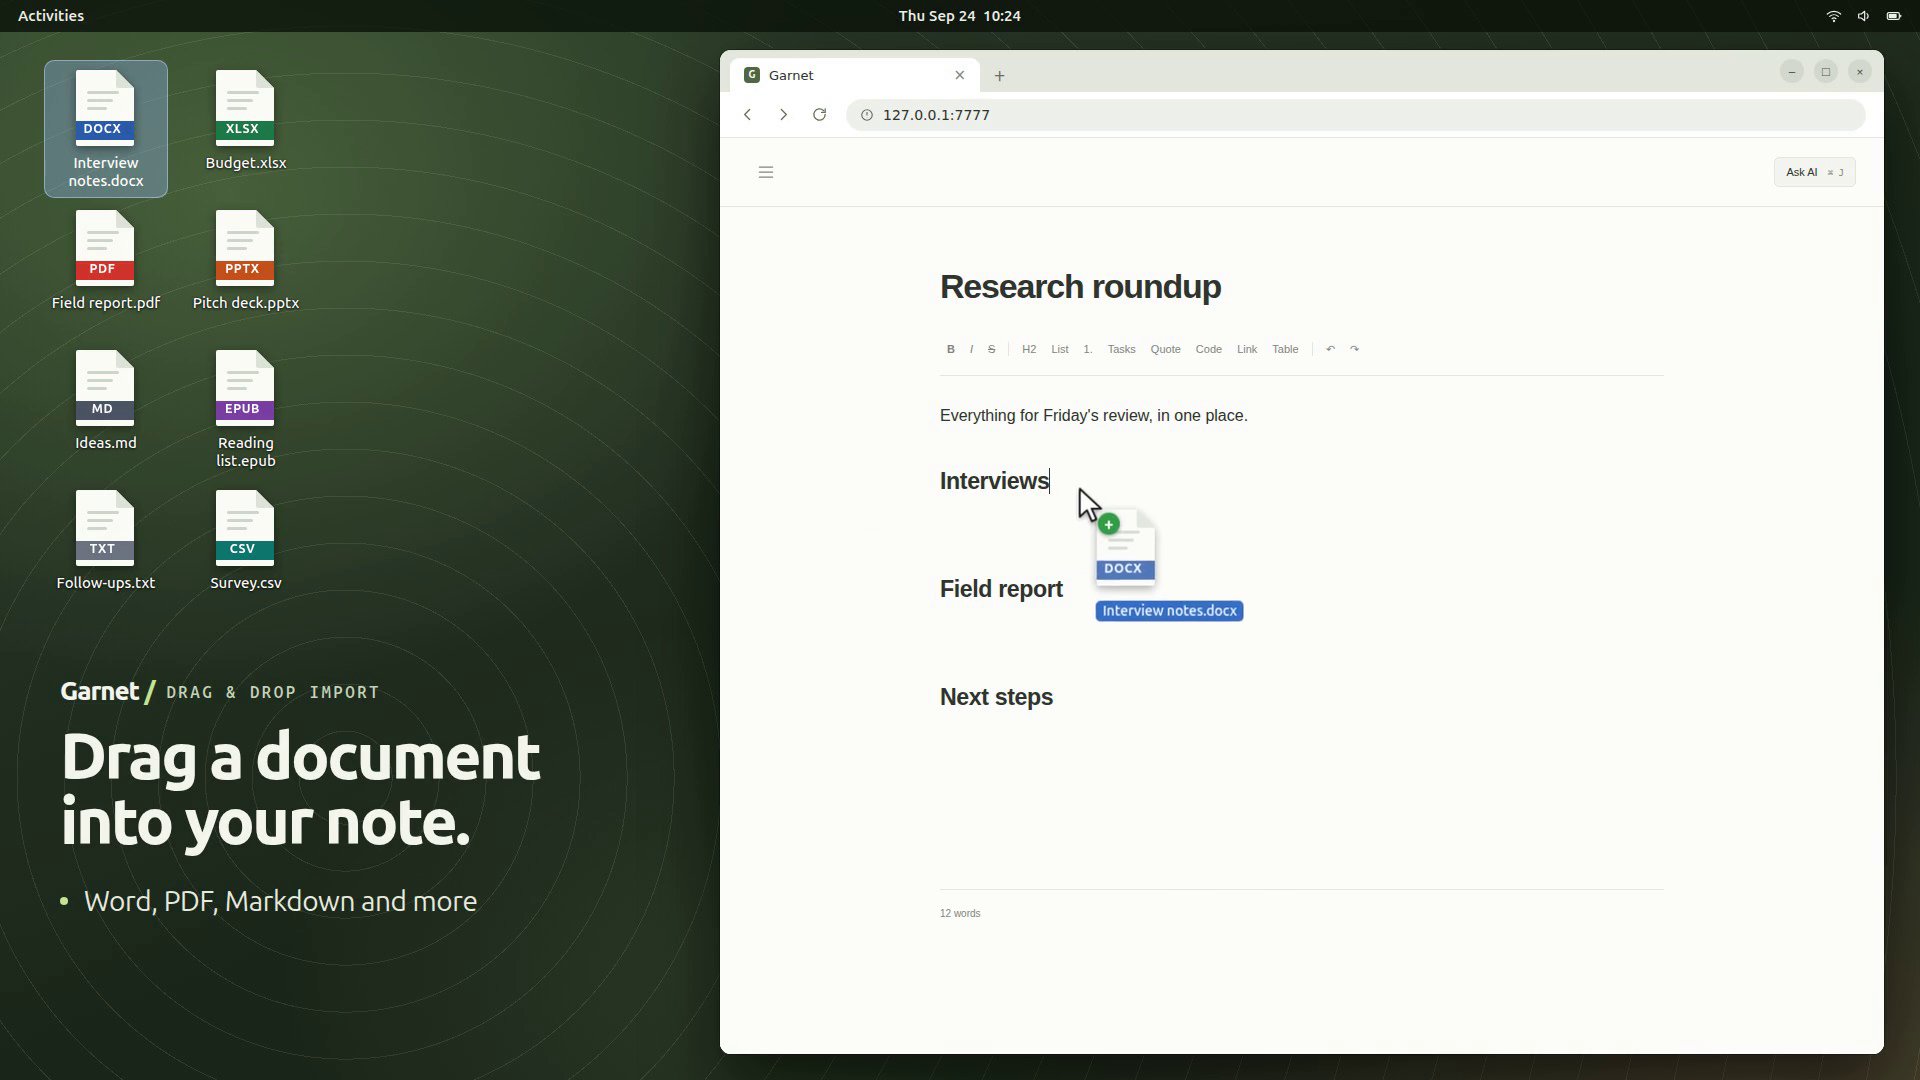 Activities
Thu Sep 24 10:24
DOCX
Interview
notes.docx
XLSX
Budget.xlsx
PDF
Field report.pdf
PPTX
Pitch deck.pptx
MD
Ideas.md
EPUB
Reading
list.epub
TXT
Follow-ups.txt
CSV
Survey.csv
Garnet / DRAG & DROP IMPORT
Drag a document
into your note.
• Word, PDF, Markdown and more
G Garnet × +
– □ ×
127.0.0.1:7777
Ask AI ⌘ J
Research roundup
B I S H2 List 1. Tasks Quote Code Link Table ↶ ↷
Everything for Friday's review, in one place.
Interviews
+
DOCX
Interview notes.docx
Field report
Next steps
12 words